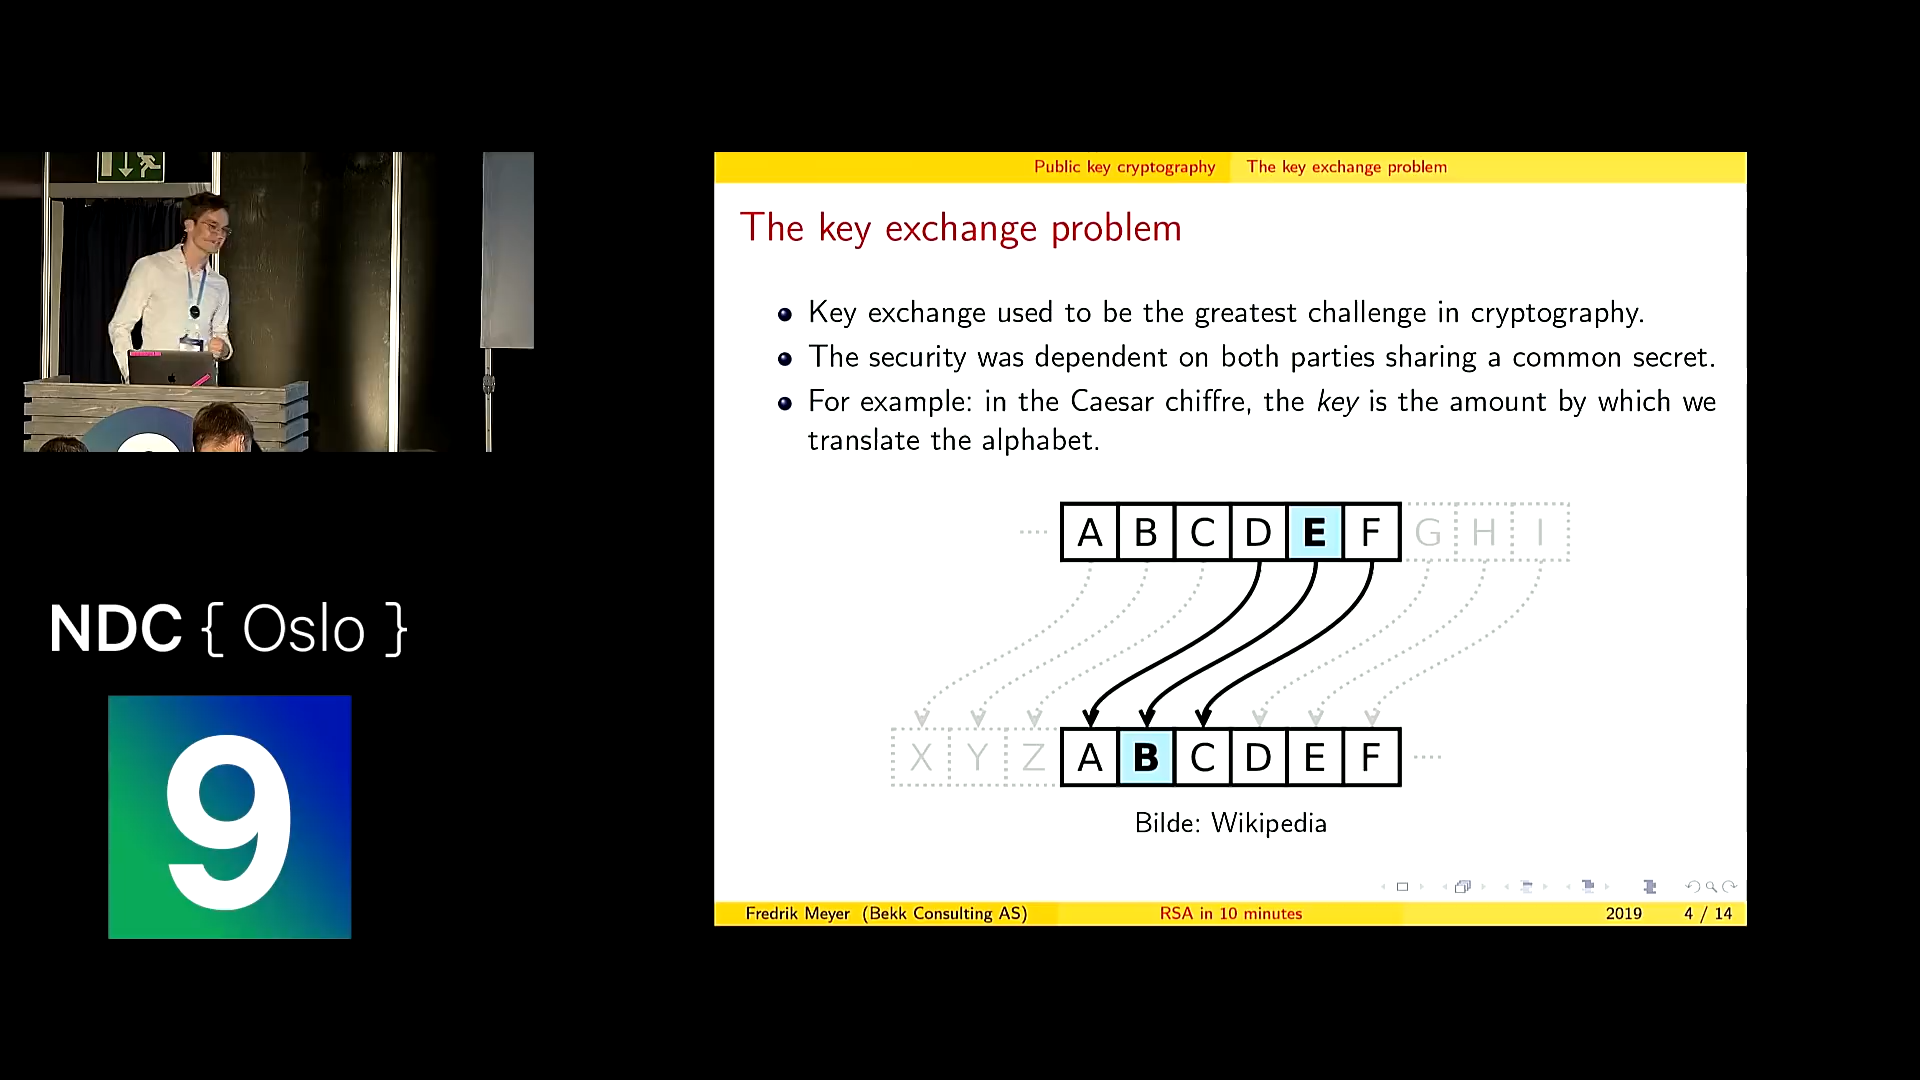 Public key cryptography The key exchange problem
The key exchange problem
Key exchange used to be the greatest challenge in cryptography.
The security was dependent on both parties sharing a common secret.
For example: in the Caesar chiffre, the key is the amount by which we
translate the alphabet.
A B C D E F G H I
X Y Z A B C D E F
Bilde: Wikipedia
Fredrik Meyer (Bekk Consulting AS) RSA in 10 minutes 2019 4 / 14
NDC { Oslo }
9